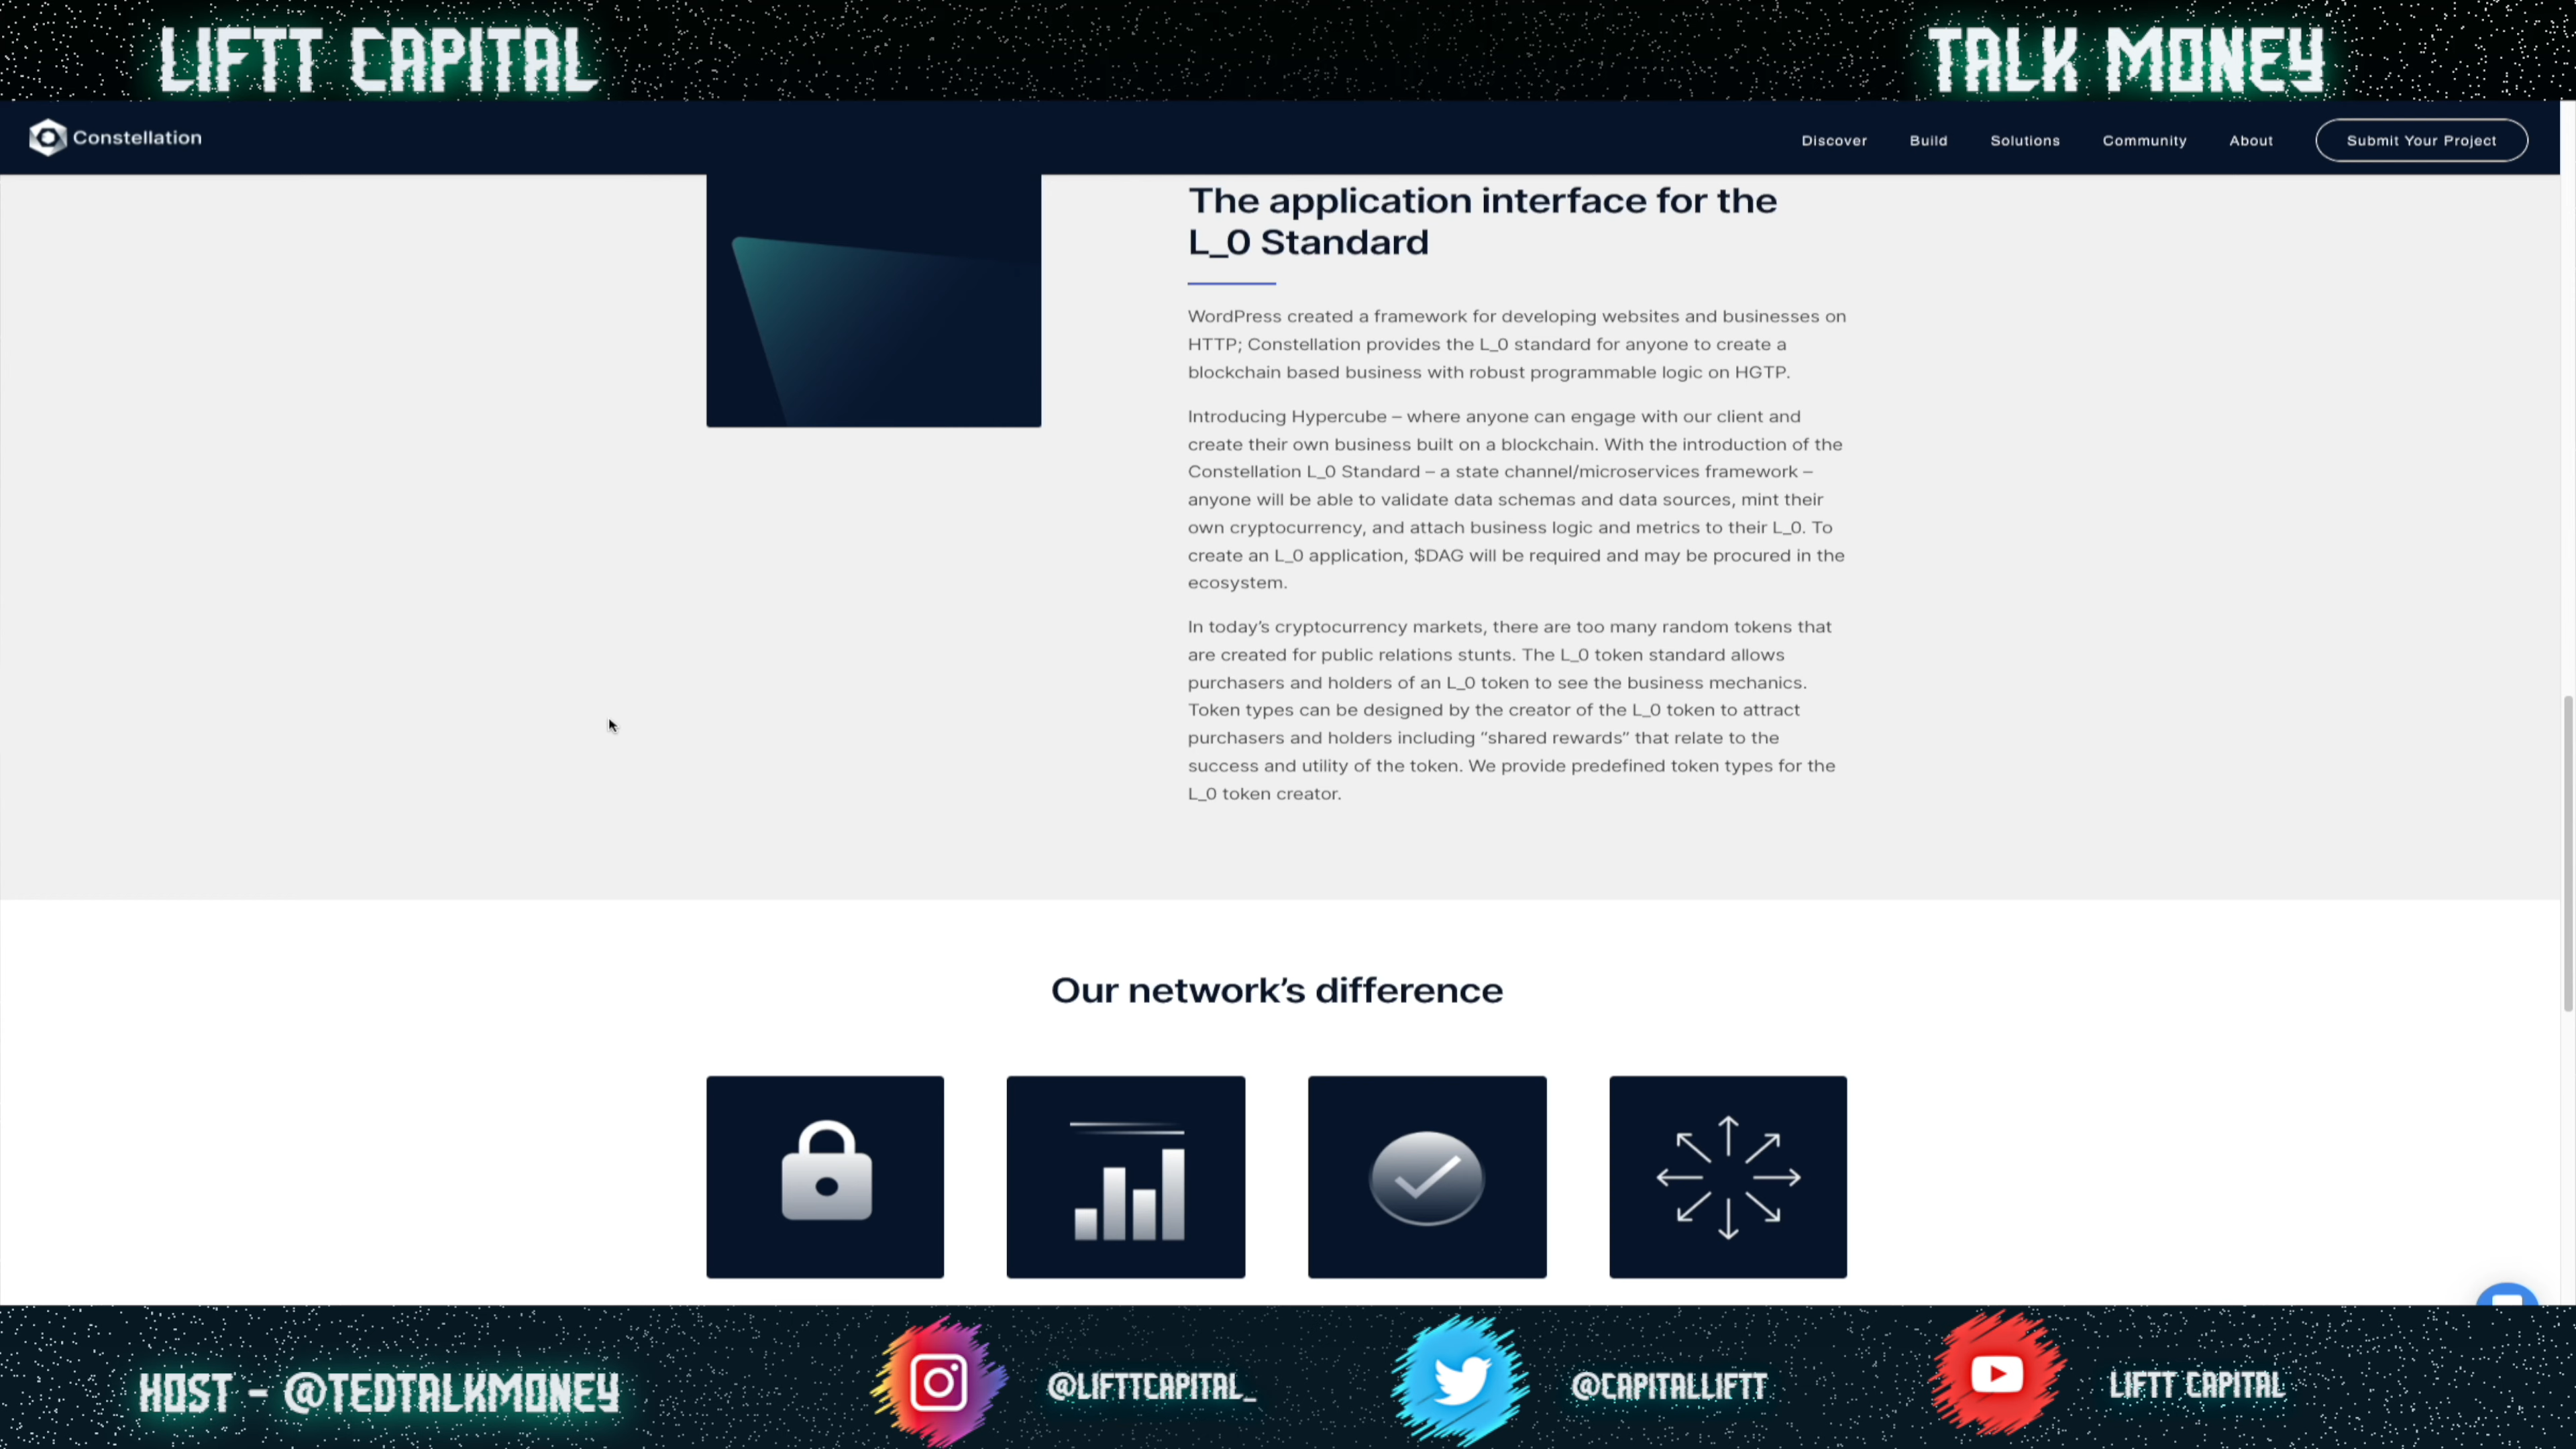 LIFTT CAPITAL
TALK MONEY
Constellation
Discover
Build
Solutions
Community
About
Submit Your Project
The application interface for the
L_0 Standard
WordPress created a framework for developing websites and businesses on
HTTP; Constellation provides the L_0 standard for anyone to create a
blockchain based business with robust programmable logic on HGTP.
Introducing Hypercube – where anyone can engage with our client and
create their own business built on a blockchain. With the introduction of the
Constellation L_0 Standard – a state channel/microservices framework –
anyone will be able to validate data schemas and data sources, mint their
own cryptocurrency, and attach business logic and metrics to their L_0. To
create an L_0 application, $DAG will be required and may be procured in the
ecosystem.
In today’s cryptocurrency markets, there are too many random tokens that
are created for public relations stunts. The L_0 token standard allows
purchasers and holders of an L_0 token to see the business mechanics.
Token types can be designed by the creator of the L_0 token to attract
purchasers and holders including “shared rewards” that relate to the
success and utility of the token. We provide predefined token types for the
L_0 token creator.
Our network’s difference
HOST - @TEDTALKMONEY
@LIFTTCAPITAL_
@CAPITALLIFTT
LIFTT CAPITAL